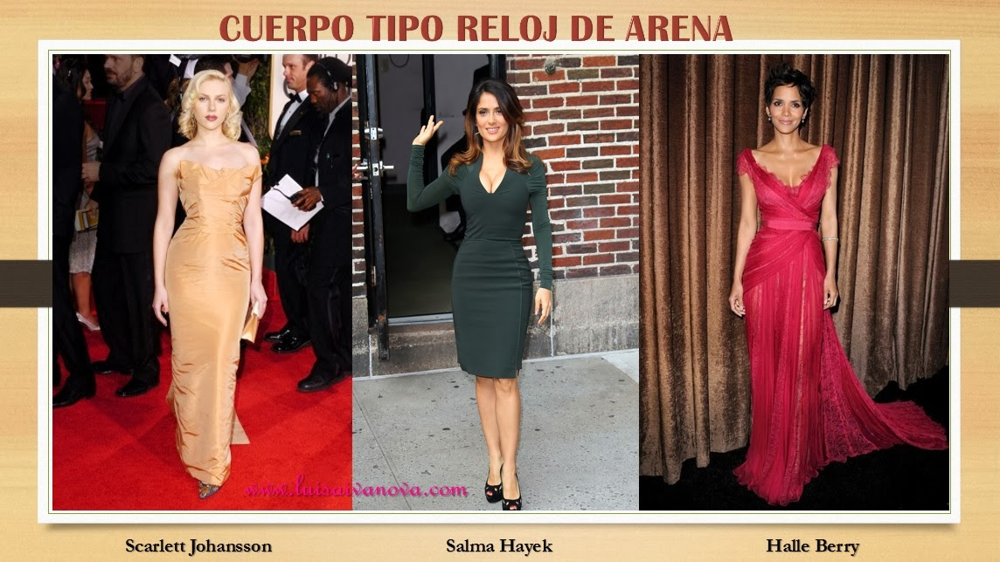 CUERPO TIPO RELOJ DE ARENA
www.luisaivanova.com
Scarlett Johansson
Salma Hayek
Halle Berry